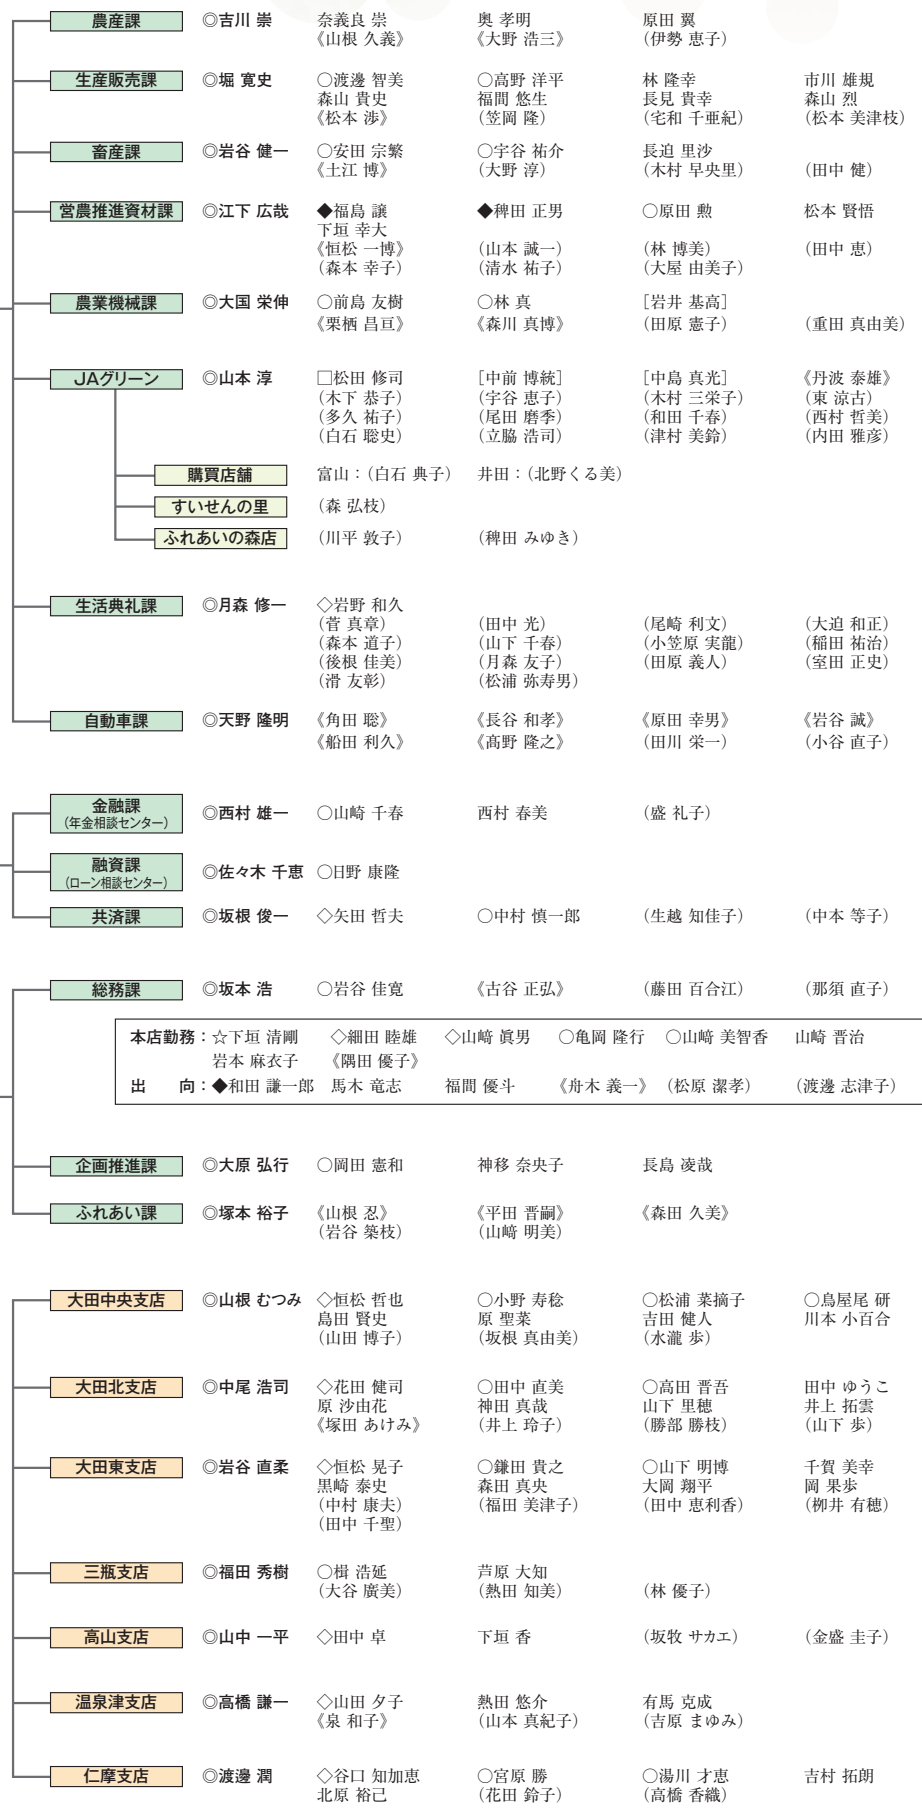 農産課 ◎吉川 崇 奈義良 崇 奥 孝明 原田 翼
《山根 久義》 《大野 浩三》 (伊勢 恵子)
生産販売課 ◎堀 寛史 ○渡邊 智美 ○高野 洋平 林 隆幸 市川 雄規
森山 貴史 福間 悠生 長見 貴幸 森山 烈
《松本 渉》 (笠岡 隆) (宅和 千亜紀) (松本 美津枝)
畜産課 ◎岩谷 健一 ○安田 宗繁 ○宇谷 祐介 長迫 里沙
《土江 博》 (大野 淳) (木村 早央里) (田中 健)
営農推進資材課 ◎江下 広哉 ◆福島 譲 ◆稗田 正男 ○原田 勲 松本 賢悟
下垣 幸大
《恒松 一博》 (山本 誠一) (林 博美) (田中 恵)
(森本 幸子) (清水 祐子) (大屋 由美子)
農業機械課 ◎大国 栄伸 ○前島 友樹 ○林 真 [岩井 基高]
《栗栖 昌亘》 《森川 真博》 (田原 憲子) (重田 真由美)
JAグリーン ◎山本 淳 □松田 修司 [中前 博統] [中島 真光] 《丹波 泰雄》
(木下 恭子) (宇谷 恵子) (木村 三栄子) (東 涼古)
(多久 祐子) (尾田 磨季) (和田 千春) (西村 哲美)
(白石 聡史) (立脇 浩司) (津村 美鈴) (内田 雅彦)
購買店舗 富山：(白石 典子) 井田：(北野くる美)
すいせんの里 (森 弘枝)
ふれあいの森店 (川平 敦子) (稗田 みゆき)
生活典礼課 ◎月森 修一 ◇岩野 和久
(菅 真章) (田中 光) (尾崎 利文) (大迫 和正)
(森本 道子) (山下 千春) (小笠原 実龍) (稲田 祐治)
(後根 佳美) (月森 友子) (田原 義人) (室田 正史)
(滑 友彰) (松浦 弥寿男)
自動車課 ◎天野 隆明 《角田 聡》 《長谷 和孝》 《原田 幸男》 《岩谷 誠》
《船田 利久》 《髙野 隆之》 (田川 栄一) (小谷 直子)
金融課 ◎西村 雄一 ○山崎 千春 西村 春美 (盛 礼子)
(年金相談センター)
融資課 ◎佐々木 千恵 ○日野 康隆
(ローン相談センター)
共済課 ◎坂根 俊一 ◇矢田 哲夫 ○中村 慎一郎 (生越 知佳子) (中本 等子)
総務課 ◎坂本 浩 ○岩谷 佳寛 《古谷 正弘》 (藤田 百合江) (那須 直子)
本店勤務：☆下垣 清剛 ◇細田 睦雄 ◇山﨑 眞男 ○亀岡 隆行 ○山﨑 美智香 山崎 晋治
岩本 麻衣子 《隅田 優子》
出　　向：◆和田 謙一郎 馬木 竜志 福間 優斗 《舟木 義一》 (松原 潔孝) (渡邊 志津子)
企画推進課 ◎大原 弘行 ○岡田 憲和 神移 奈央子 長島 凌哉
ふれあい課 ◎塚本 裕子 《山根 忍》 《平田 晋嗣》 《森田 久美》
(岩谷 築枝) (山﨑 明美)
大田中央支店 ◎山根 むつみ ◇恒松 哲也 ○小野 寿稔 ○松浦 菜摘子 ○鳥屋尾 研
島田 賢史 原 聖菜 吉田 健人 川本 小百合
(山田 博子) (坂根 真由美) (水瀧 歩)
大田北支店 ◎中尾 浩司 ◇花田 健司 ○田中 直美 ○高田 晋吾 田中 ゆうこ
原 沙由花 神田 真哉 山下 里穂 井上 拓雲
《塚田 あけみ》 (井上 玲子) (勝部 勝枝) (山下 歩)
大田東支店 ◎岩谷 直柔 ◇恒松 晃子 ○鎌田 貴之 ○山下 明博 千賀 美幸
黒崎 泰史 森田 真央 大岡 翔平 岡 果歩
(中村 康夫) (福田 美津子) (田中 恵利香) (栁井 有穂)
(田中 千聖)
三瓶支店 ◎福田 秀樹 ○楫 浩延 芦原 大知
(大谷 廣美) (熱田 知美) (林 優子)
高山支店 ◎山中 一平 ◇田中 卓 下垣 香 (坂牧 サカエ) (金盛 圭子)
温泉津支店 ◎高橋 謙一 ◇山田 夕子 熱田 悠介 有馬 克成
《泉 和子》 (山本 真紀子) (吉原 まゆみ)
仁摩支店 ◎渡邊 潤 ◇谷口 知加恵 ○宮原 勝 ○湯川 才恵 吉村 拓朗
北原 裕己 (花田 鈴子) (高橋 香織)